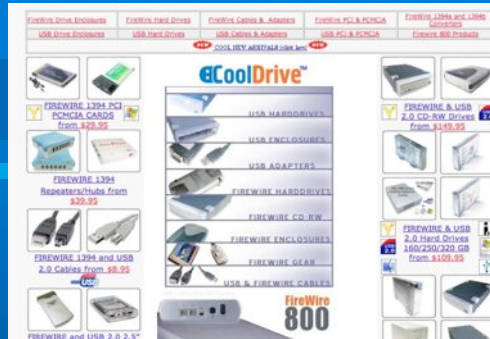 FireWire Drive Enclosures
FireWire Hard Drives
FireWire Cables & Adapters
FireWire PCI & PCMCIA
FireWire 1394a and 1394b Converters
USB Drive Enclosures
USB Hard Drives
USB Cables & Adapters
USB PCI & PCMCIA
Firewire 800 Products
NEW COOL NEW ARRIVALS (click here) NEW
CoolDrive™
USB HARDDRIVES
USB ENCLOSURES
USB ADAPTERS
FIREWIRE HARDDRIVES
FIREWIRE CD-RW
FIREWIRE ENCLOSURES
FIREWIRE GEAR
USB & FIREWIRE CABLES
FireWire
800
FIREWIRE 1394 PCI
PCMCIA CARDS
from $29.95
FIREWIRE 1394
Repeaters/Hubs from
$39.95
FIREWIRE 1394 and USB
2.0 Cables from $8.95
USB
FIREWIRE and USB 2.0 2.5"
FIREWIRE & USB
2.0 CD-RW Drives
from $149.95
FIREWIRE & USB
2.0 Hard Drives
160/250/320 GB
from $109.95